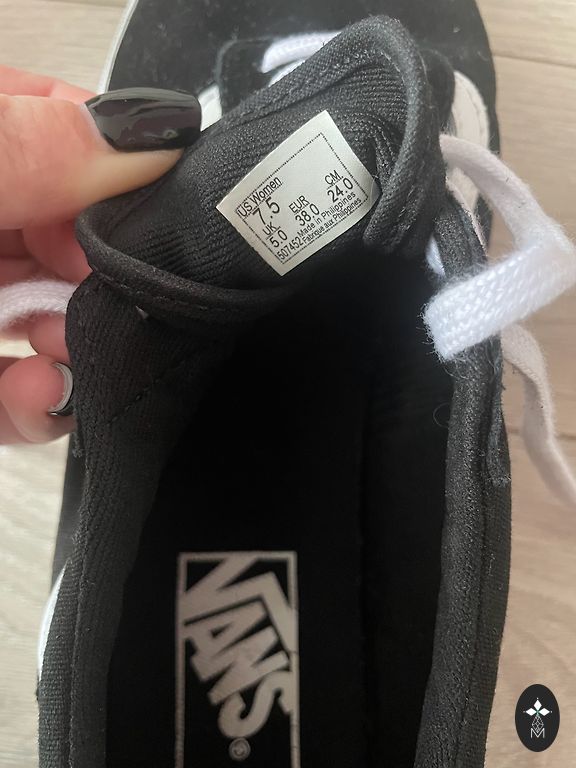 US Women
7.5
UK EUR CM
5.0 38.0 24.0
507452 Made in Philippines
Fabriqué aux Philippines
VANS
®
M